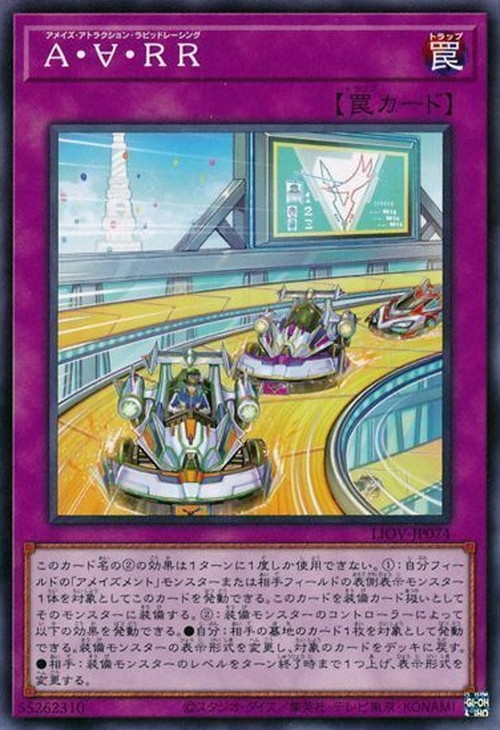 アメイズ・アトラクション・ラピッドレーシング
A・∀・RR
トラップ
罠
【罠カード】
LIOV-JP074
このカード名の②の効果は1ターンに1度しか使用できない。①：自分フィ
ールドの「アメイズメント」モンスターまたは相手フィールドの表側表示モンスター
1体を対象としてこのカードを発動できる。このカードを装備カード扱いとして
そのモンスターに装備する。②：装備モンスターのコントローラーによって
以下の効果を発動できる。●自分：相手の墓地のカード1枚を対象として発動
できる。装備モンスターの表示形式を変更し、対象のカードをデッキに戻す。
●相手：装備モンスターのレベルをターン終了時まで1つ上げ、表示形式を
変更する。
55262310
©スタジオ・ダイス／集英社・テレビ東京・KONAMI